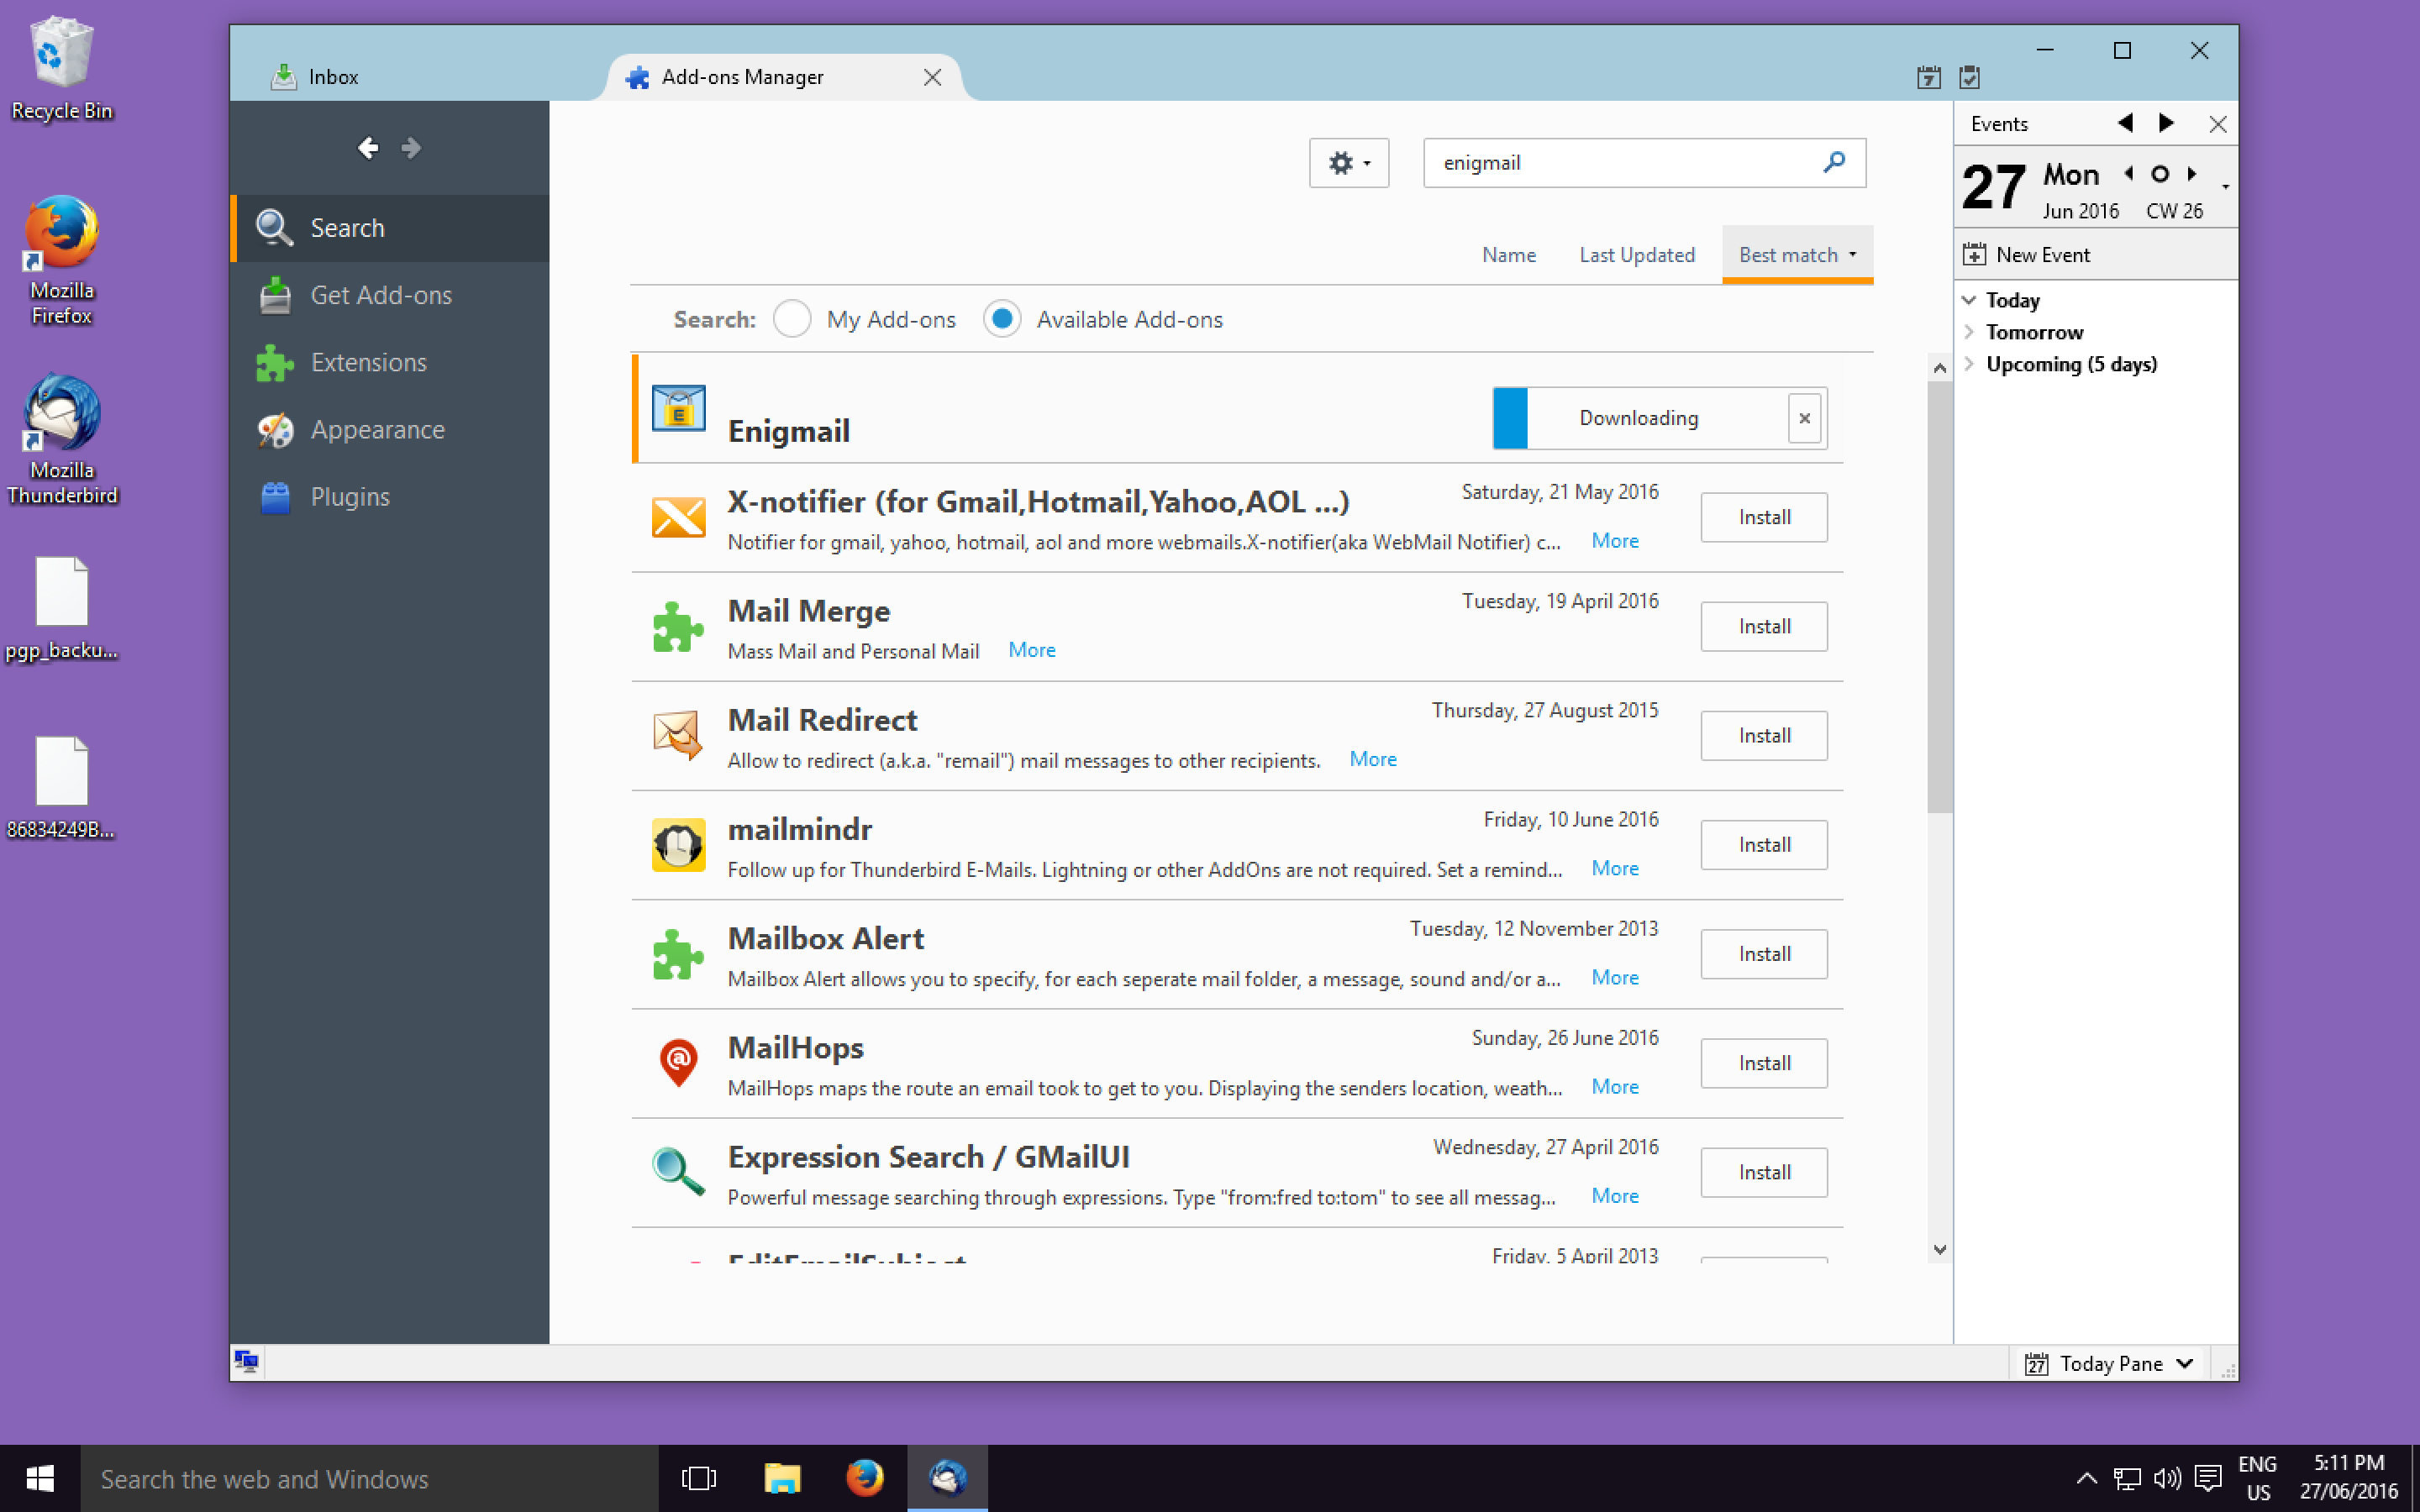 Recycle Bin
Mozilla
Firefox
Mozilla
Thunderbird
pgp_backu...
86834249B...
Inbox
Add-ons Manager
7
Search
Get Add-ons
Extensions
Appearance
Plugins
enigmail
Name
Last Updated
Best match
Search:
My Add-ons
Available Add-ons
E
Enigmail
Downloading
X-notifier (for Gmail,Hotmail,Yahoo,AOL ...)
Saturday, 21 May 2016
Notifier for gmail, yahoo, hotmail, aol and more webmails.X-notifier(aka WebMail Notifier) c...
More
Install
Mail Merge
Tuesday, 19 April 2016
Mass Mail and Personal Mail
More
Install
Mail Redirect
Thursday, 27 August 2015
Allow to redirect (a.k.a. "remail") mail messages to other recipients.
More
Install
mailmindr
Friday, 10 June 2016
Follow up for Thunderbird E-Mails. Lightning or other AddOns are not required. Set a remind...
More
Install
Mailbox Alert
Tuesday, 12 November 2013
Mailbox Alert allows you to specify, for each seperate mail folder, a message, sound and/or a...
More
Install
MailHops
Sunday, 26 June 2016
MailHops maps the route an email took to get to you. Displaying the senders location, weath...
More
Install
Expression Search / GMailUI
Wednesday, 27 April 2016
Powerful message searching through expressions. Type "from:fred to:tom" to see all messag...
More
Install
EditEmailSubject
Friday, 5 April 2013
Events
27
Mon
Jun 2016
CW 26
New Event
Today
Tomorrow
Upcoming (5 days)
27
Today Pane
Search the web and Windows
ENG
US
5:11 PM
27/06/2016